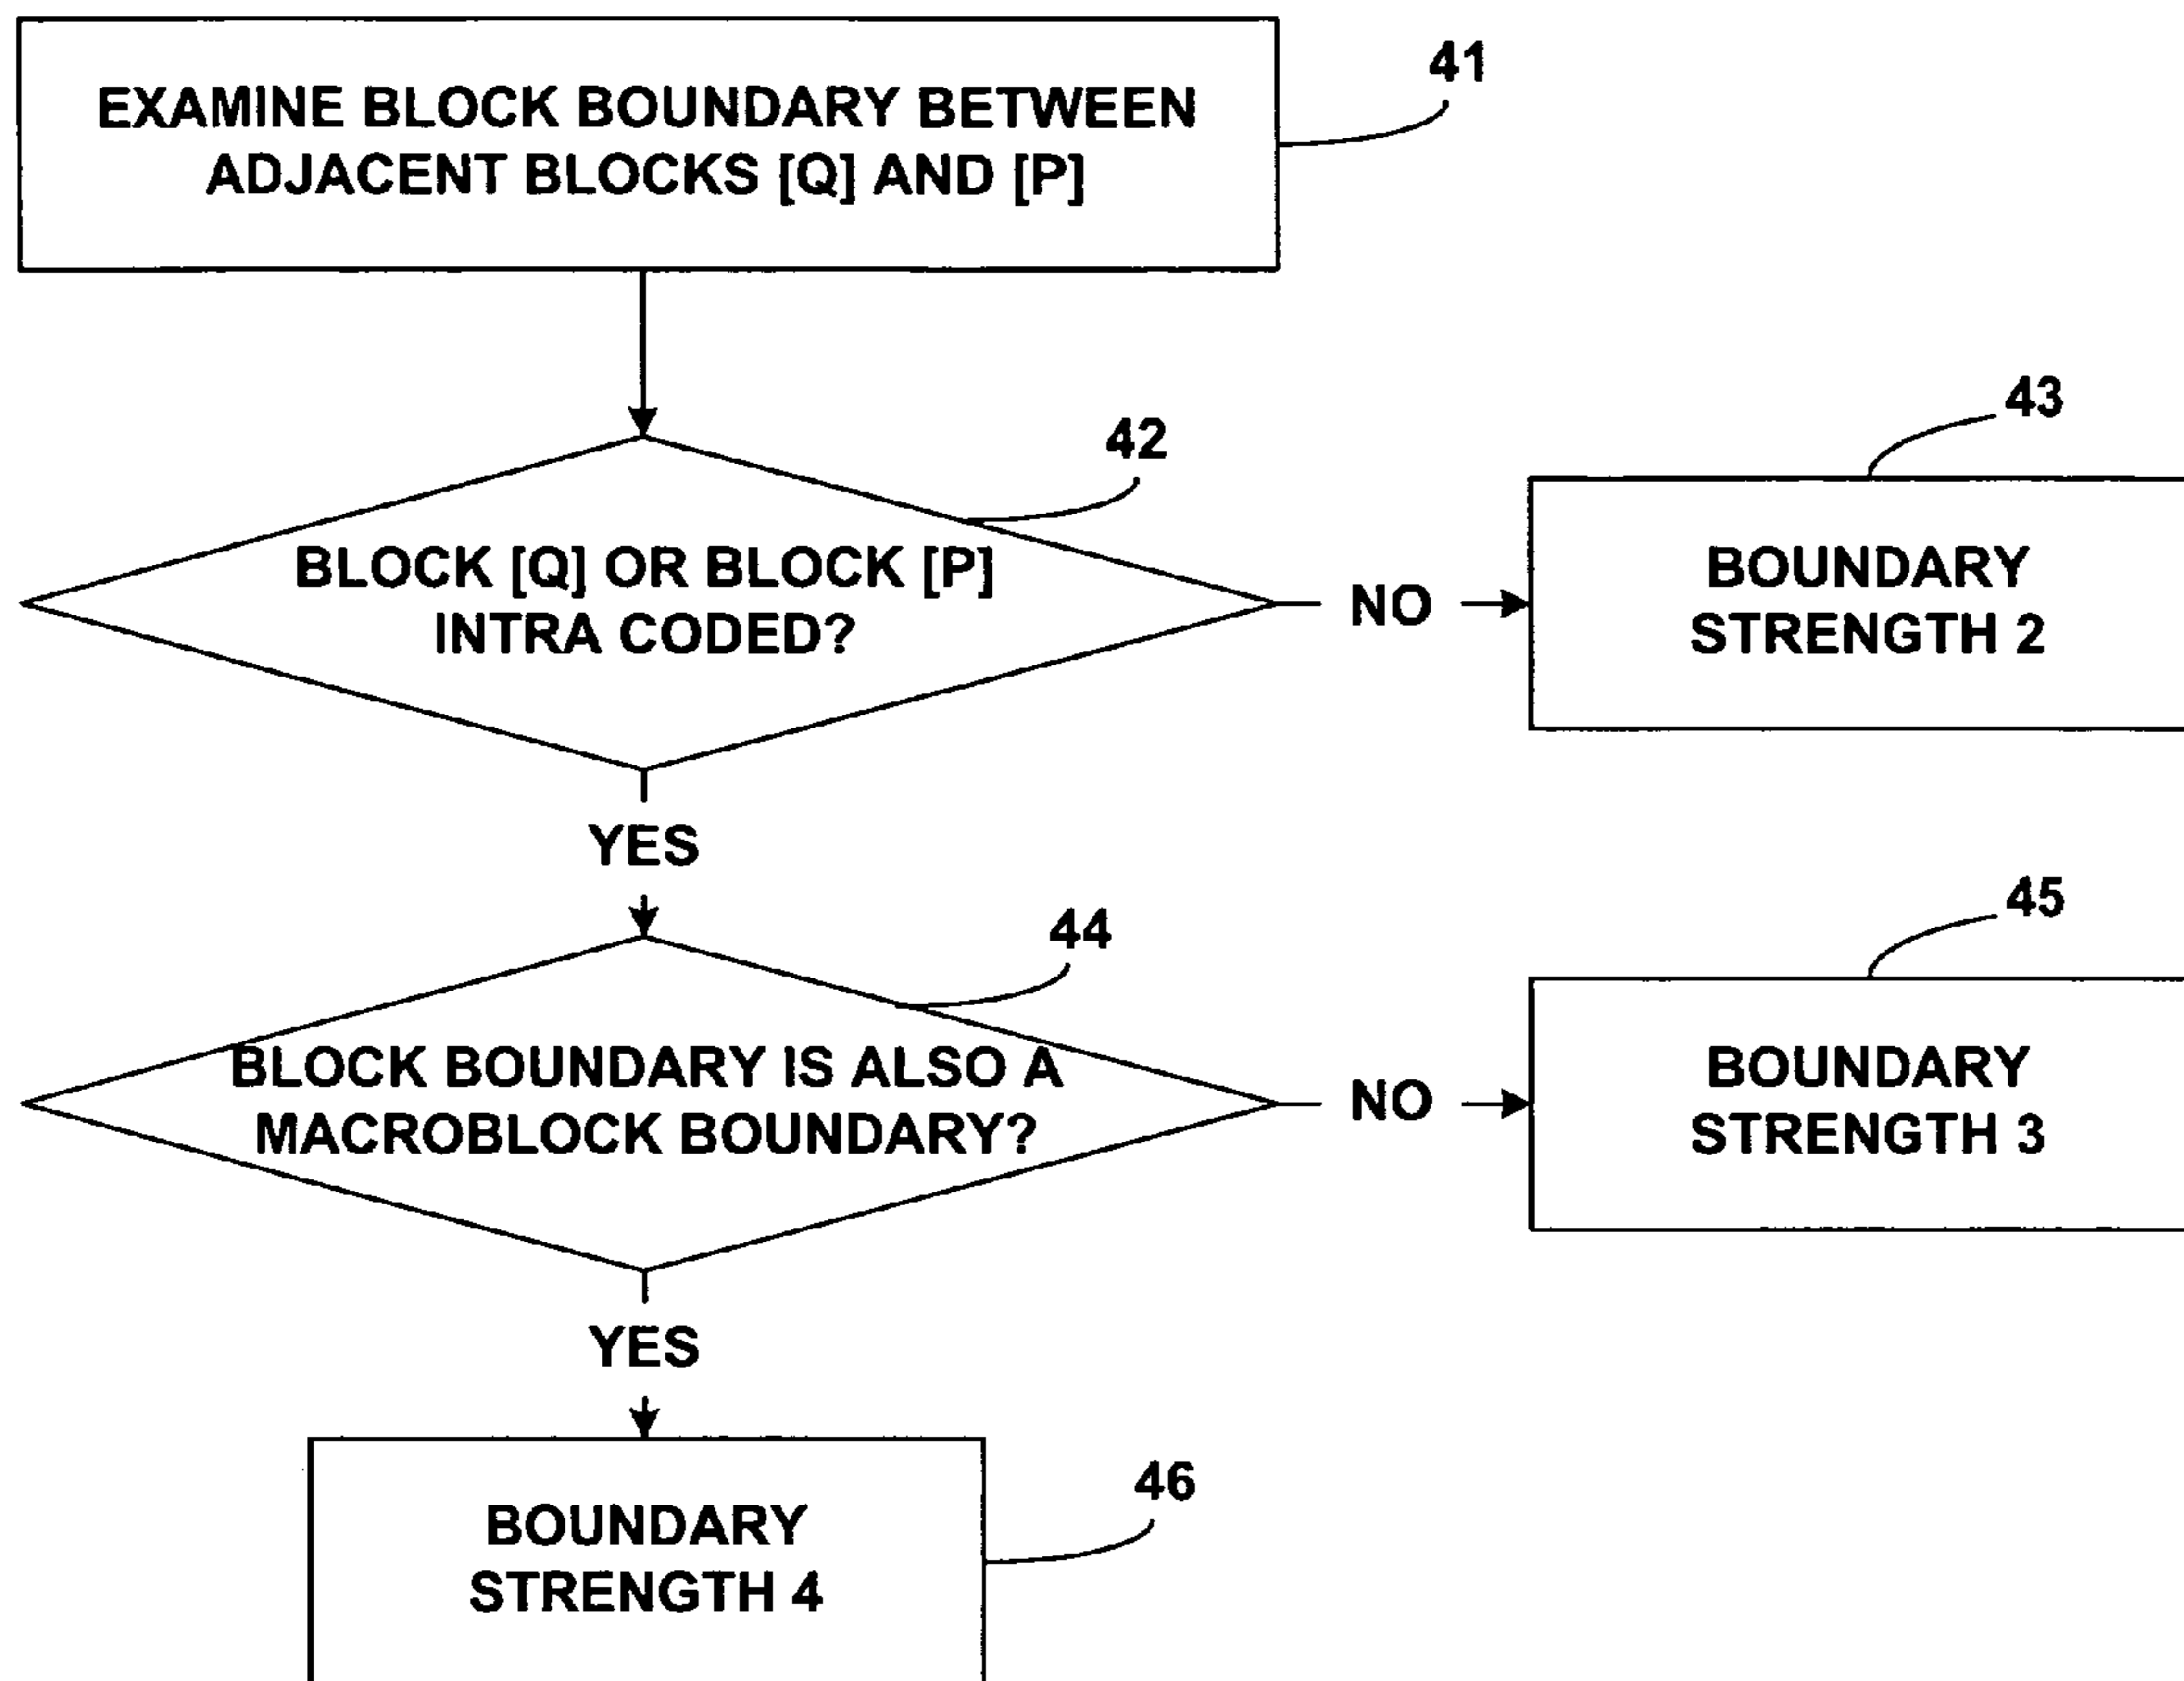 41
EXAMINE BLOCK BOUNDARY BETWEEN
ADJACENT BLOCKS [Q] AND [P]
43
42
BLOCK [Q] OR BLOCK [P]
INTRA CODED?
NO
BOUNDARY
STRENGTH 2
YES
45
44
BLOCK BOUNDARY IS ALSO A
MACROBLOCK BOUNDARY?
NO
BOUNDARY
STRENGTH 3
YES
46
BOUNDARY
STRENGTH 4